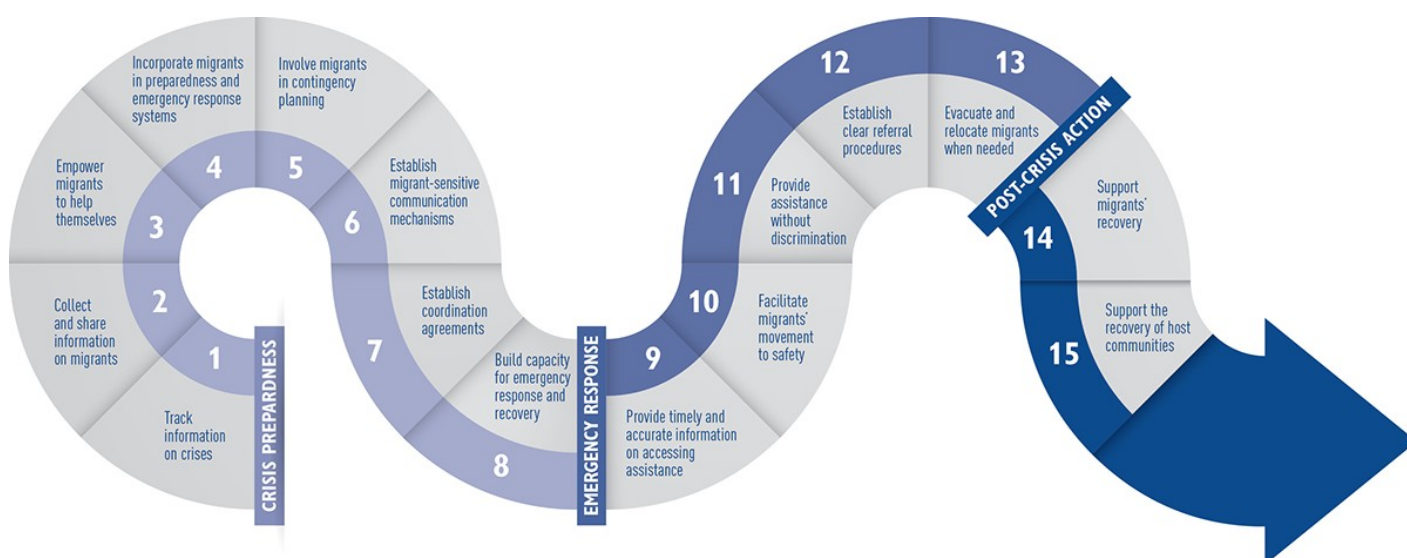 CRISIS PREPARDNESS
1
Track
information
on crises
2
Collect
and share
information
on migrants
3
Empower
migrants
to help
themselves
4
Incorporate migrants
in preparedness and
emergency response
systems
5
Involve migrants
in contingency
planning
6
Establish
migrant-sensitive
communication
mechanisms
7
Establish
coordination
agreements
8
Build capacity
for emergency
response and
recovery
EMERGENCY RESPONSE
9
Provide timely and
accurate information
on accessing
assistance
10
Facilitate
migrants'
movement
to safety
11
Provide
assistance
without
discrimination
12
Establish
clear referral
procedures
13
Evacuate and
relocate migrants
when needed
POST-CRISIS ACTION
14
Support
migrants'
recovery
15
Support the
recovery of host
communities